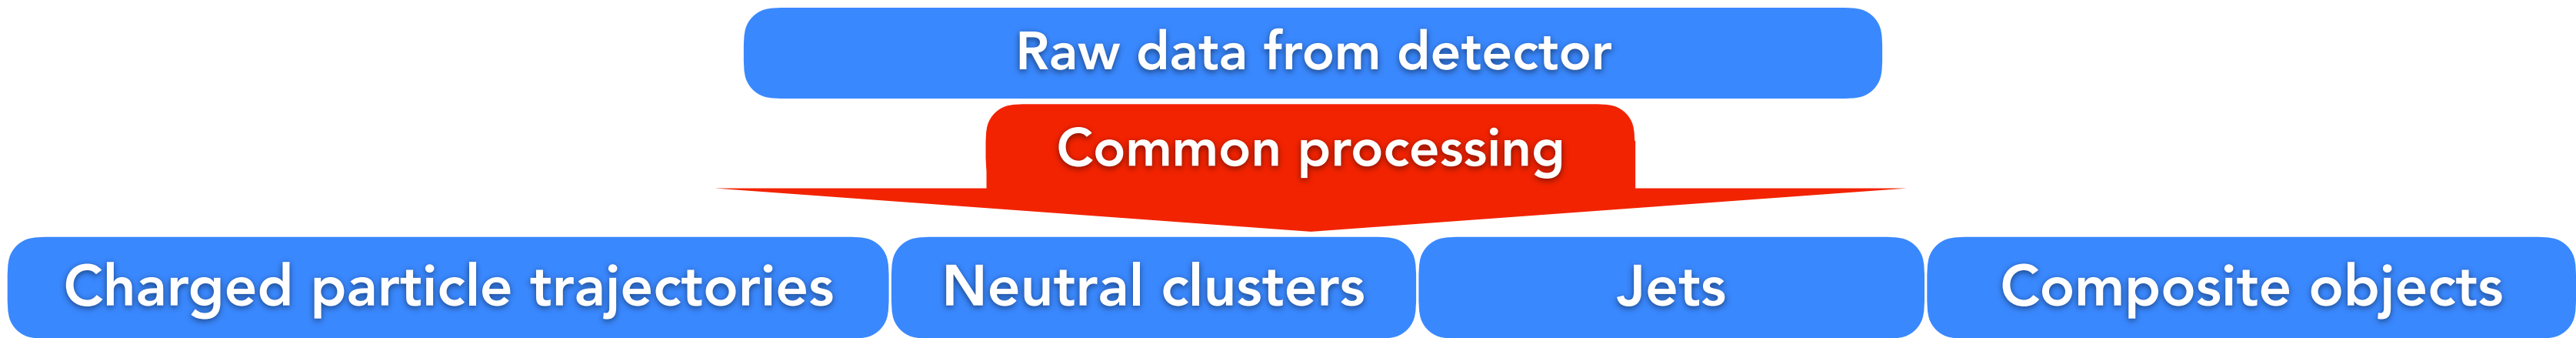 Raw data from detector
Common processing
Charged particle trajectories
Neutral clusters
Jets
Composite objects